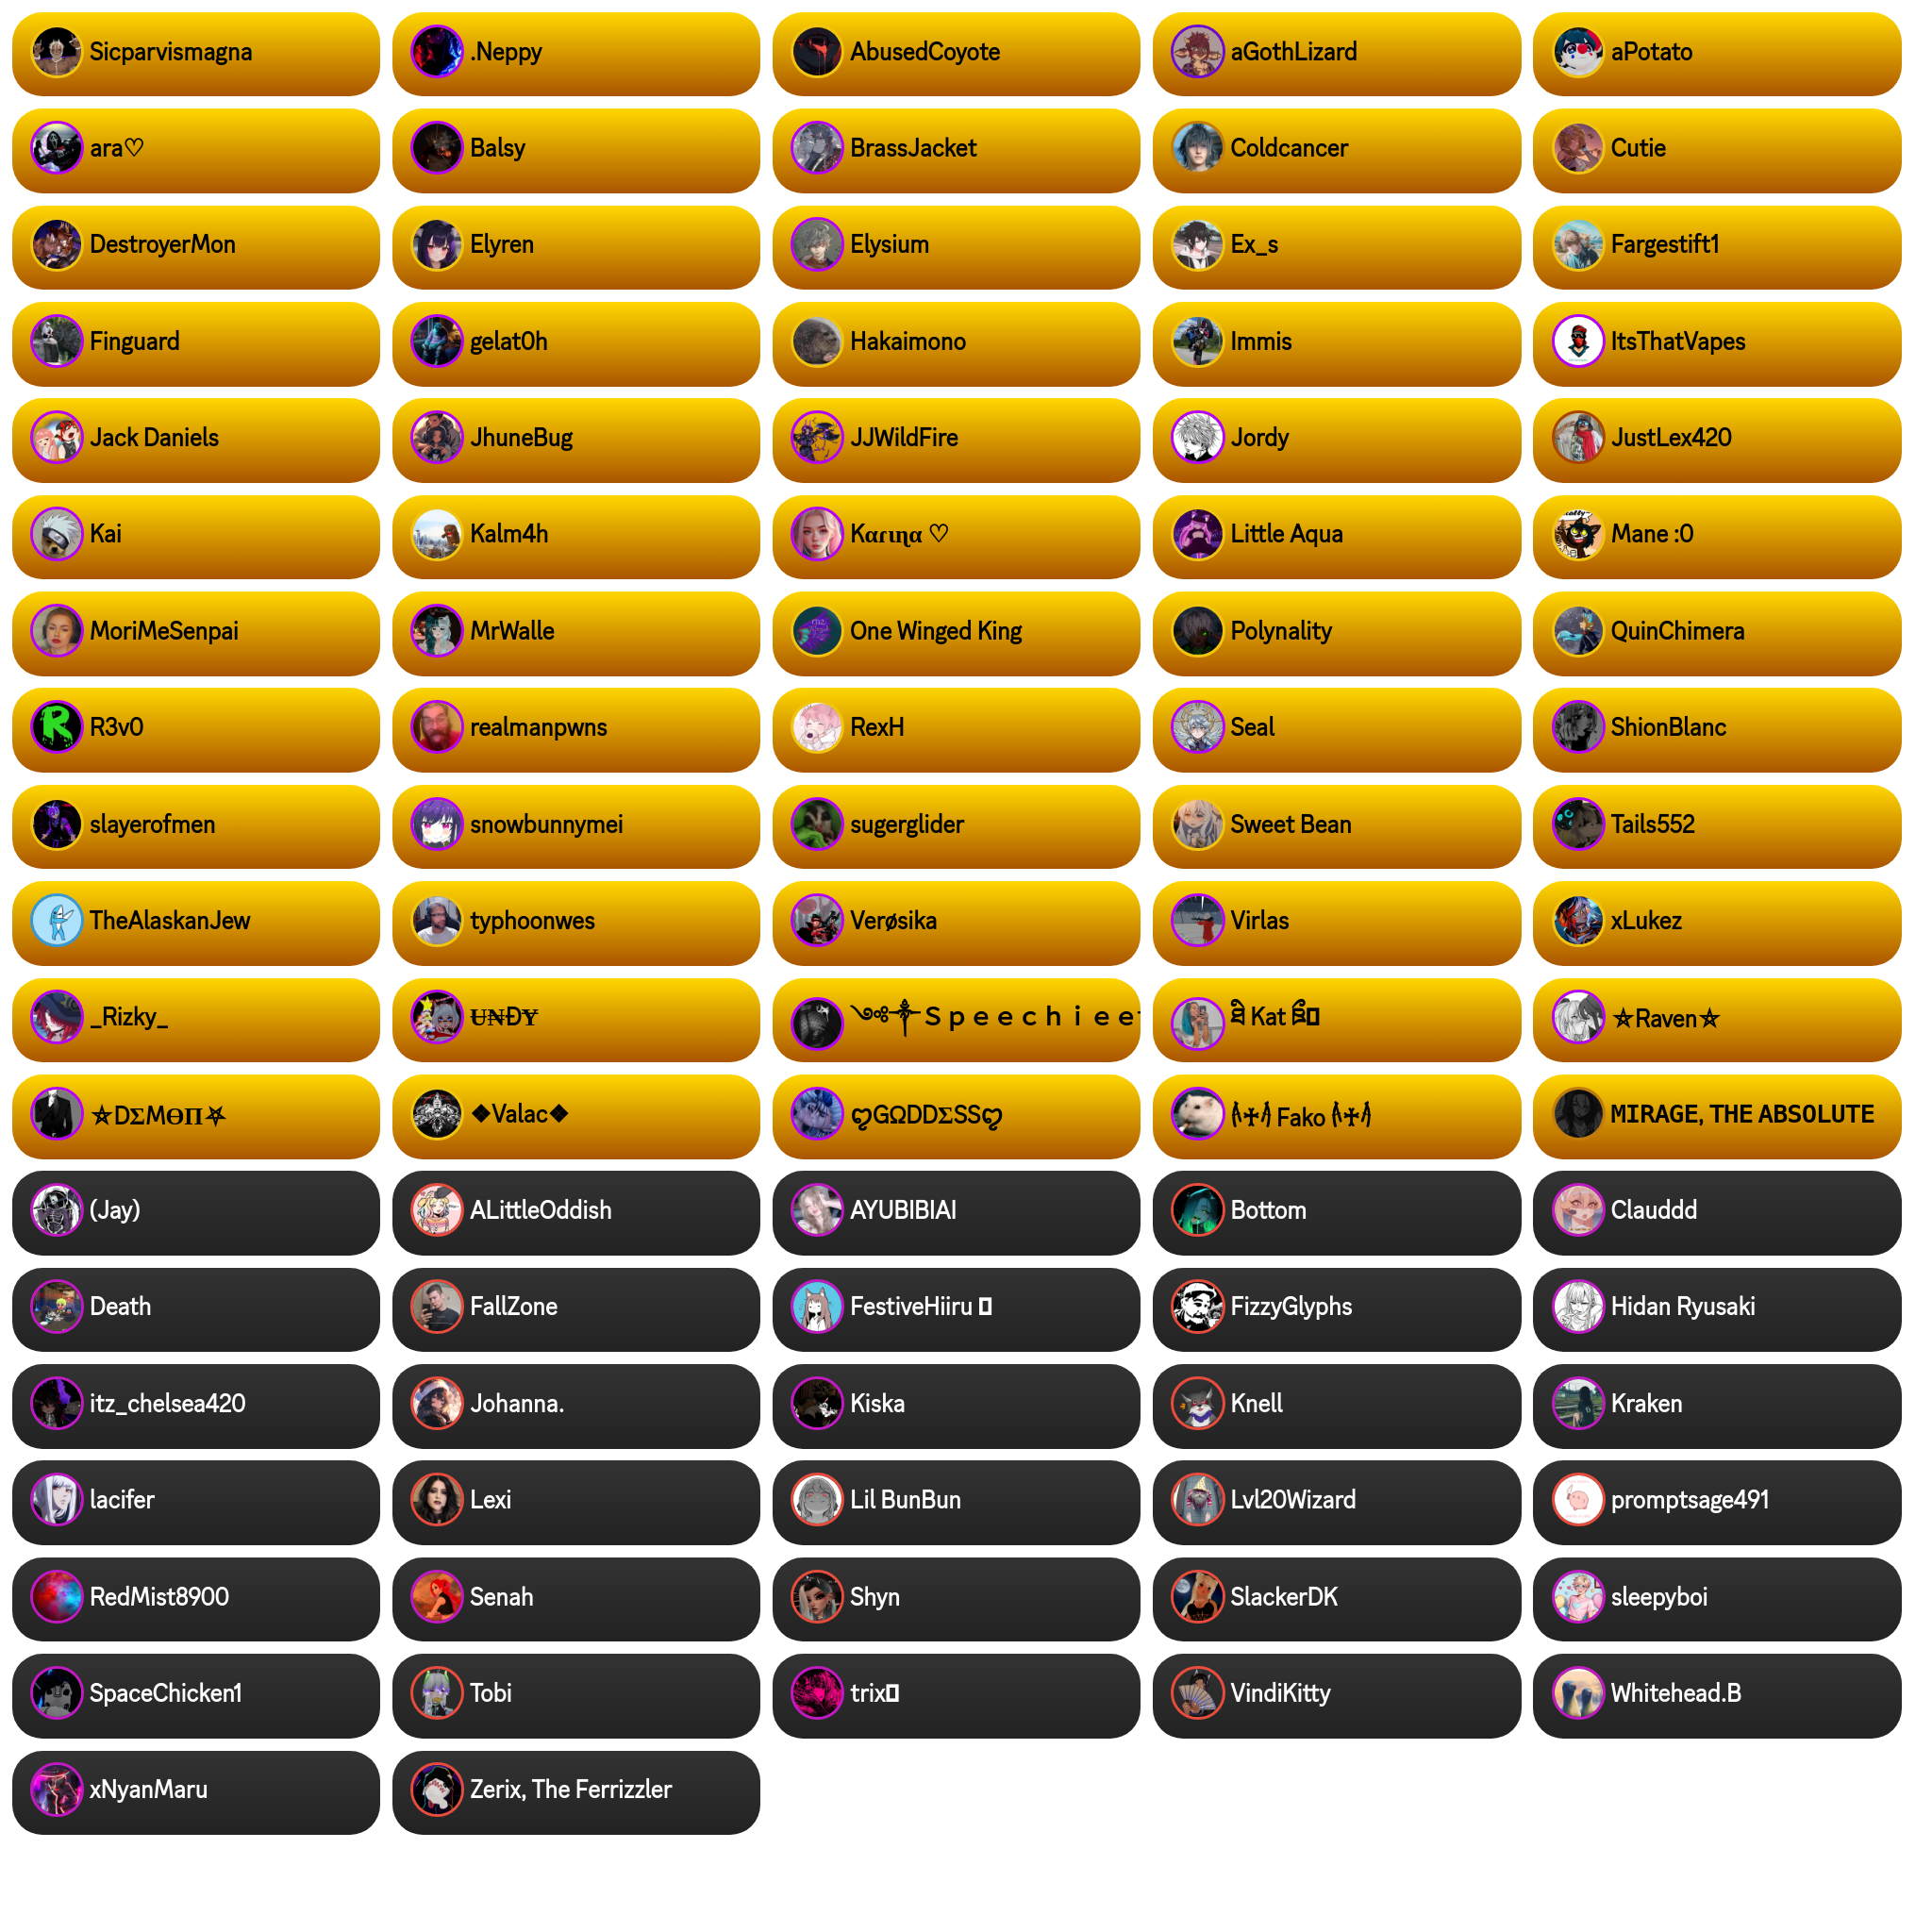 Sicparvismagna
.Neppy
AbusedCoyote
aGothLizard
aPotato
ara♡
Balsy
BrassJacket
Coldcancer
Cutie
DestroyerMon
Elyren
Elysium
Ex_s
Fargestift1
Finguard
gelat0h
Hakaimono
Immis
ItsThatVapes
Jack Daniels
JhuneBug
JJWildFire
Jordy
JustLex420
Kai
Kalm4h
Kαɾιɳα ♡
Little Aqua
Mane :0
MoriMeSenpai
MrWalle
One Winged King
Polynality
QuinChimera
R3v0
realmanpwns
RexH
Seal
ShionBlanc
slayerofmen
snowbunnymei
sugerglider
Sweet Bean
Tails552
TheAlaskanJew
typhoonwes
Verøsika
Virlas
xLukez
_Rizky_
U̶N̶ĐY̶
༺༒Ｓｐｅｅｃｈｉｅｅ
Kat
⛤Raven⛤
⛤DΣMӨП⛧
❖Valac❖
ღGΩDDΣSSღ
Fako
MIRAGE, THE ABSOLUTE
(Jay)
ALittleOddish
AYUBIBIAI
Bottom
Clauddd
Death
FallZone
FestiveHiiru
FizzyGlyphs
Hidan Ryusaki
itz_chelsea420
Johanna.
Kiska
Knell
Kraken
lacifer
Lexi
Lil BunBun
Lvl20Wizard
promptsage491
RedMist8900
Senah
Shyn
SlackerDK
sleepyboi
SpaceChicken1
Tobi
trix
VindiKitty
Whitehead.B
xNyanMaru
Zerix, The Ferrizzler